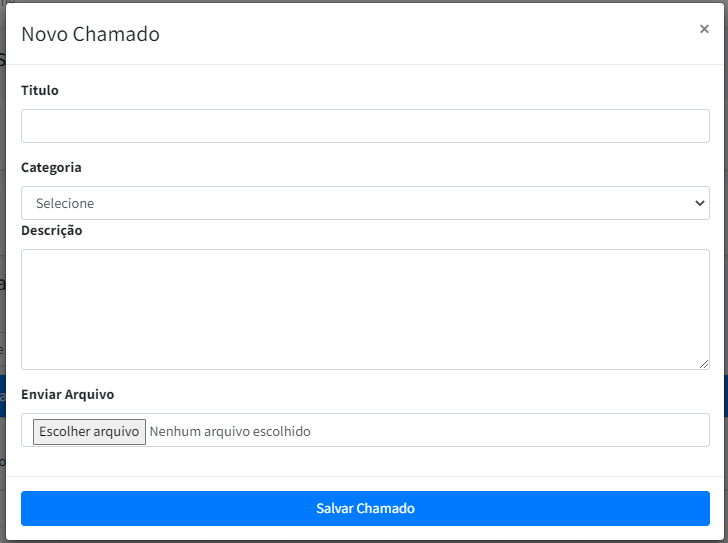 Novo Chamado ×
Titulo
Categoria
Selecione
Descrição
Enviar Arquivo
Escolher arquivo Nenhum arquivo escolhido
Salvar Chamado